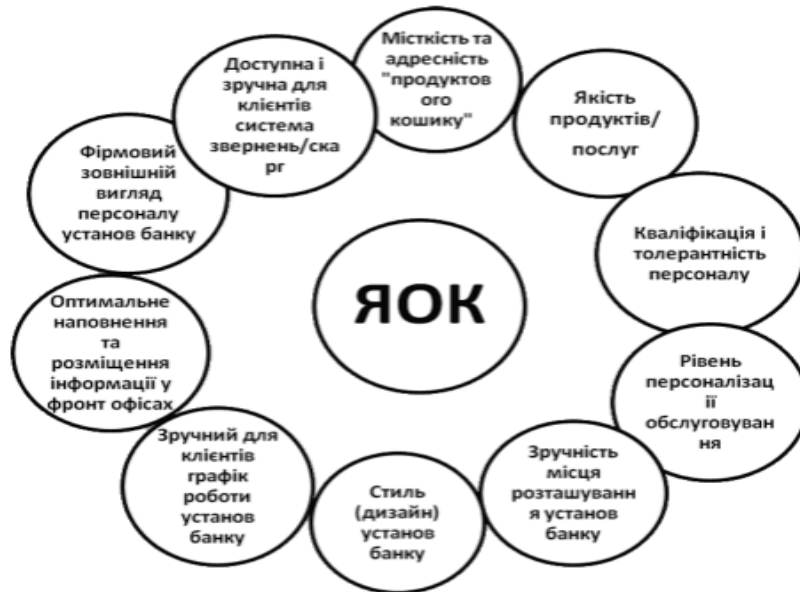 Місткість та
адресність
"продуктов
ого
кошику"
Якість
продуктів/
послуг
Кваліфікація і
толерантність
персоналу
Рівень
персоналізац
ії
обслуговуван
ня
Зручність
місця
розташуванн
я установ
банку
Стиль
(дизайн)
установ
банку
Зручний для
клієнтів
графік
роботи
установ
банку
Оптимальне
наповнення
та
розміщення
інформації у
фронт офісах
Фірмовий
зовнішній
вигляд
персоналу
установ банку
Доступна і
зручна для
клієнтів
система
звернень/ска
рг
ЯОК